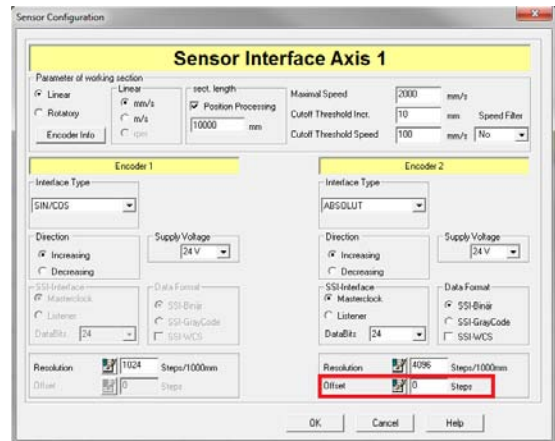 Sensor Configuration
Sensor Interface Axis 1
Parameter of working section
Linear
Rotatory
Encoder Info
Linear
mm/s
m/s
rpm
sect. length
Position Processing
10000 mm
Maximal Speed 2000 mm/s
Cutoff Threshold Incr. 10 mm Speed Filter
Cutoff Threshold Speed 100 mm/s No
Encoder 1
Interface Type
SIN/COS
Direction
Increasing
Decreasing
Supply Voltage
24 V
SSI-Interface
Masterclock
Listener
DataBits 24
Data Format
SSI-Binär
SSI-GrayCode
SSI-WCS
Resolution 1024 Steps/1000mm
Offset 0 Steps
Encoder 2
Interface Type
ABSOLUT
Direction
Increasing
Decreasing
Supply Voltage
24 V
SSI-Interface
Masterclock
Listener
DataBits 24
Data Format
SSI-Binär
SSI-GrayCode
SSI-WCS
Resolution 4096 Steps/1000mm
Offset 0 Steps
OK Cancel Help